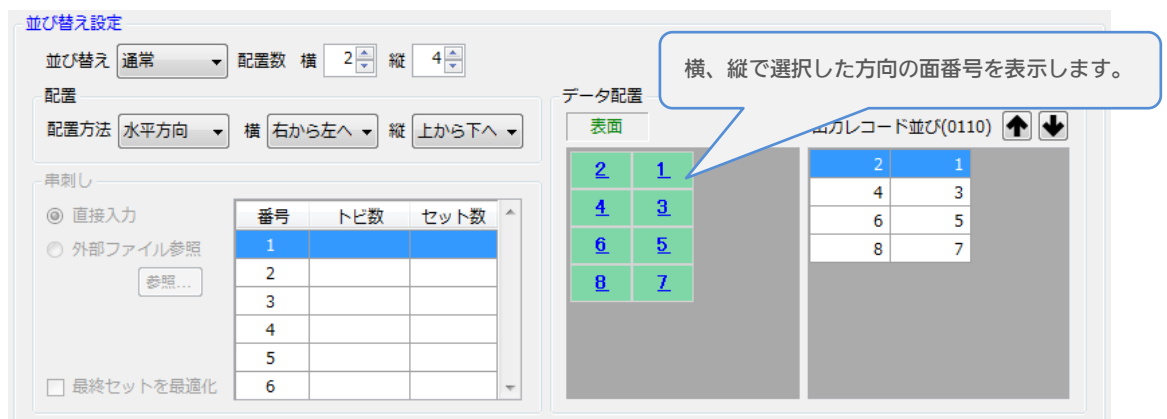 並び替え設定
並び替え 通常 配置数 横 2 縦 4
横、縦で選択した方向の面番号を表示します。
配置
配置方法 水平方向 横 右から左へ 縦 上から下へ
串刺し
直接入力
外部ファイル参照
参照...
最終セットを最適化
番号 トビ数 セット数
1
2
3
4
5
6
データ配置
表面
2 1
4 3
6 5
8 7
出力レコード並び(0110)
2 1
4 3
6 5
8 7